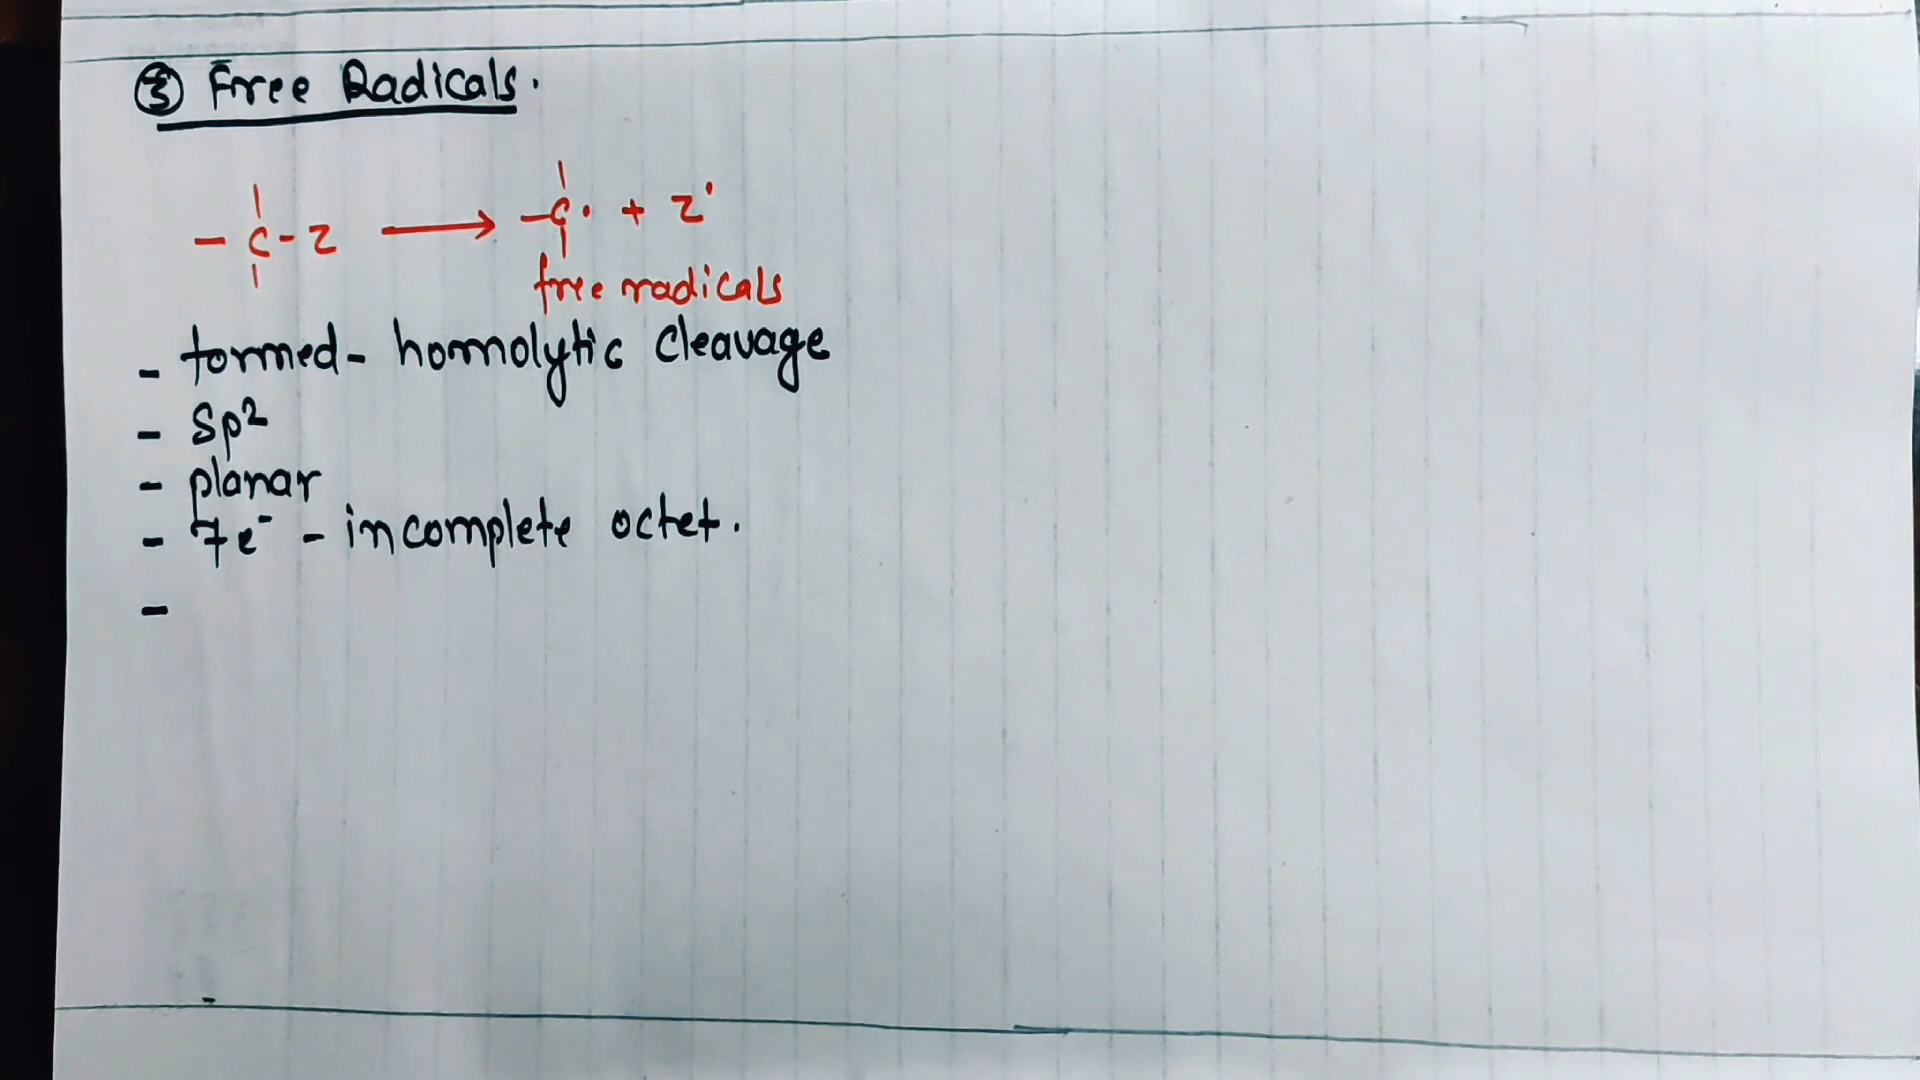 ③ Free Radicals.
|
|
- C - Z ⟶ - C· + Z·
|
|
free radicals
- formed - homolytic cleavage
- Sp²
- planar
- 7e⁻ - incomplete octet.
-